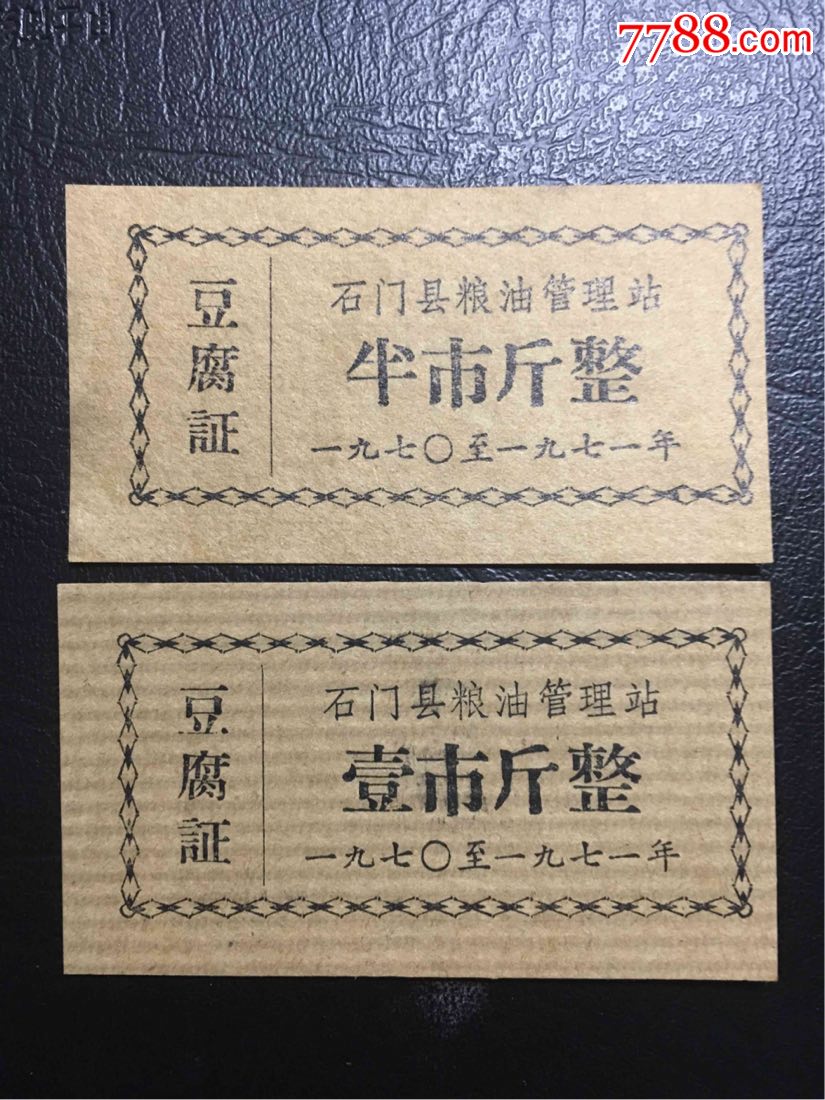 7788.com
豆腐証
石门县粮油管理站
半市斤整
一九七〇至一九七一年
豆腐証
石门县粮油管理站
壹市斤整
一九七〇至一九七一年